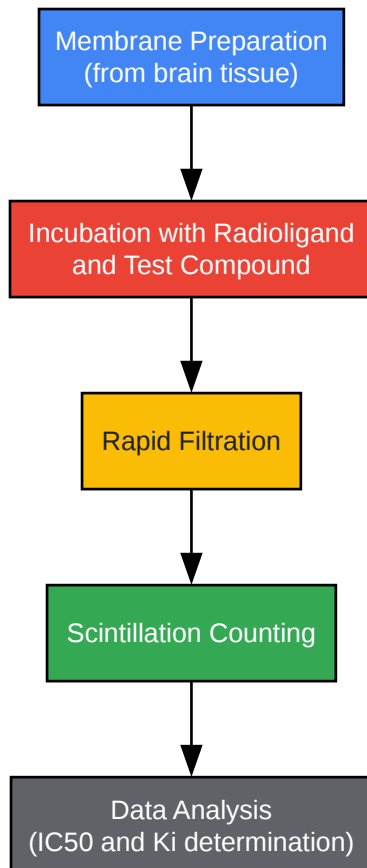 Membrane Preparation
(from brain tissue)
Incubation with Radioligand
and Test Compound
Rapid Filtration
Scintillation Counting
Data Analysis
(IC50 and Ki determination)